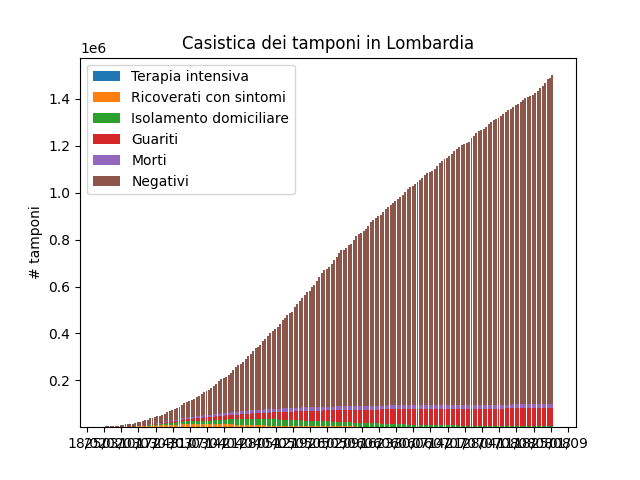 Casistica dei tamponi in Lombardia
1e6
Terapia intensiva
Ricoverati con sintomi
Isolamento domiciliare
Guariti
Morti
Negativi
1.4
1.2
1.0
0.8
0.6
0.4
0.2
# tamponi